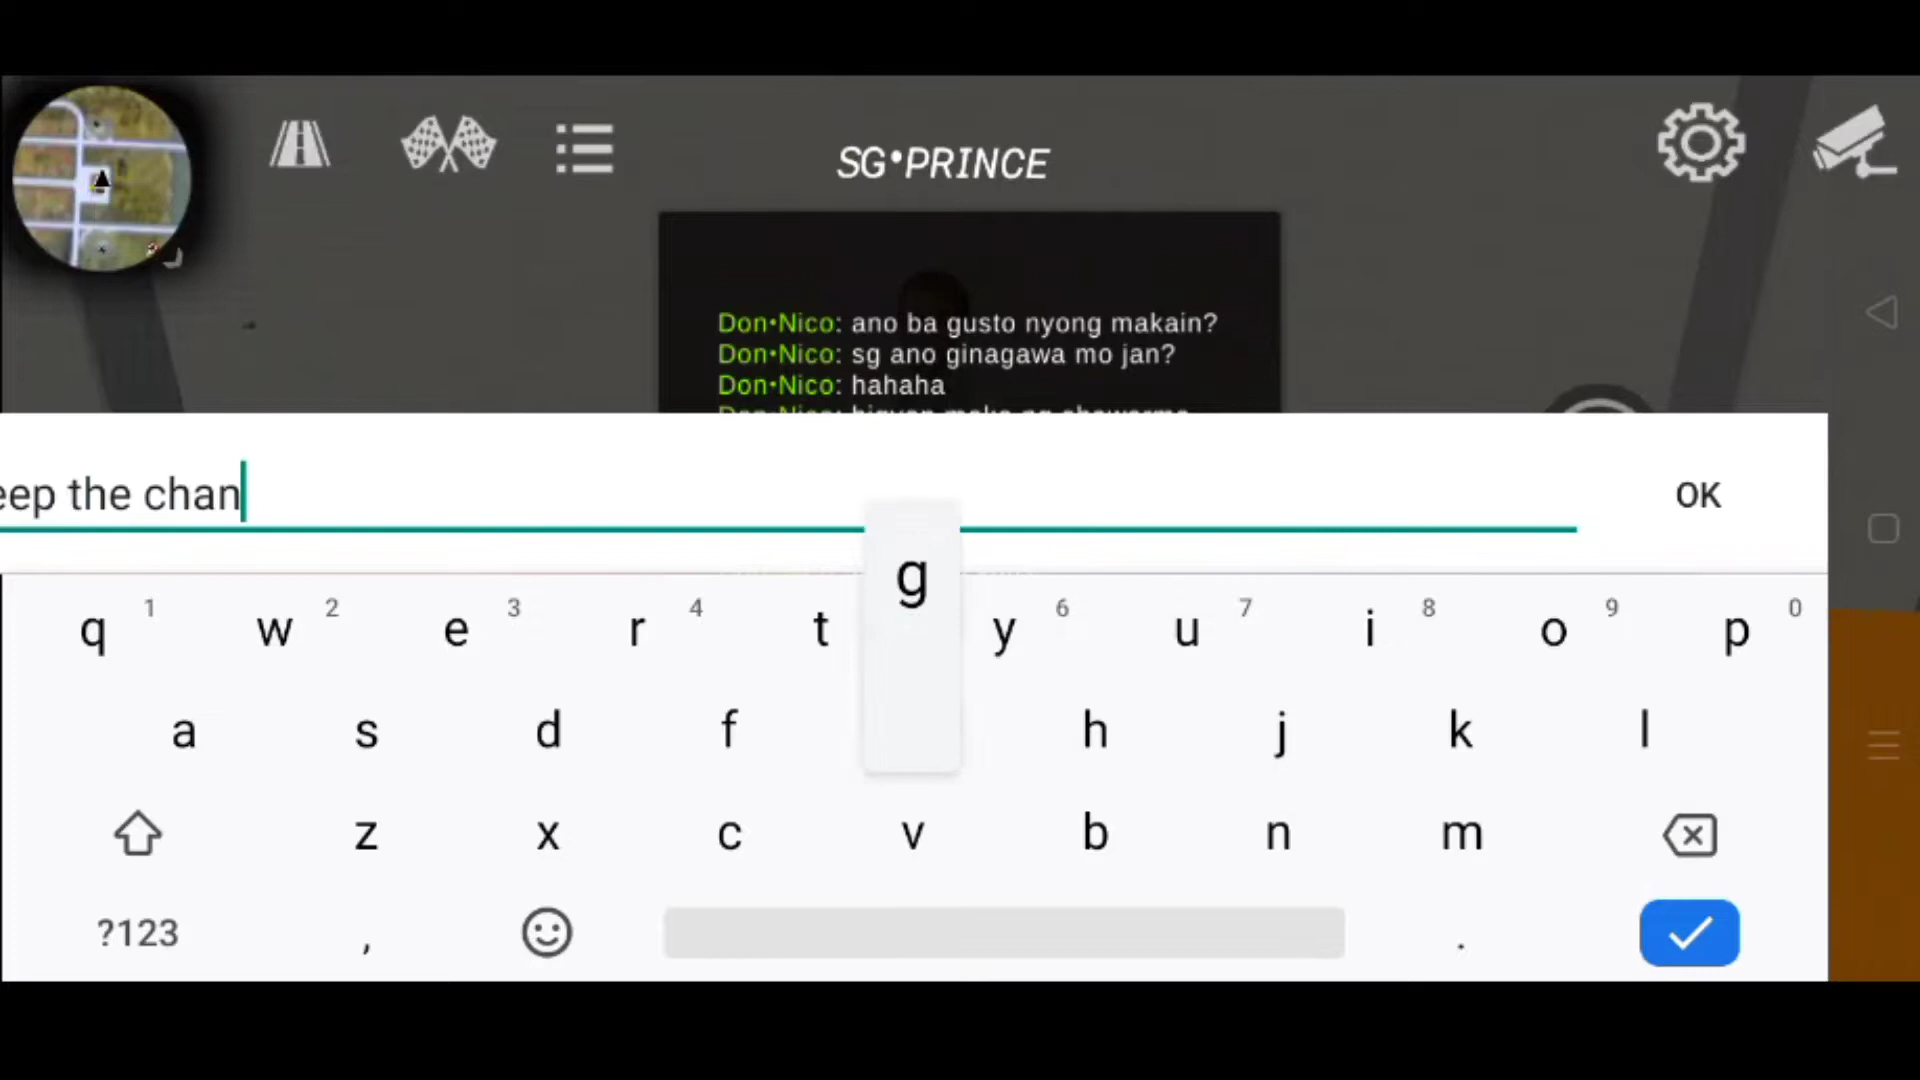 SG•PRINCE
Don•Nico: ano ba gusto nyong makain?
Don•Nico: sg ano ginagawa mo jan?
Don•Nico: hahaha
eep the chan
OK
g
q 1 w 2 e 3 r 4 t y 6 u 7 i 8 o 9 p 0
a s d f h j k l
z x c v b n m
?123 , .